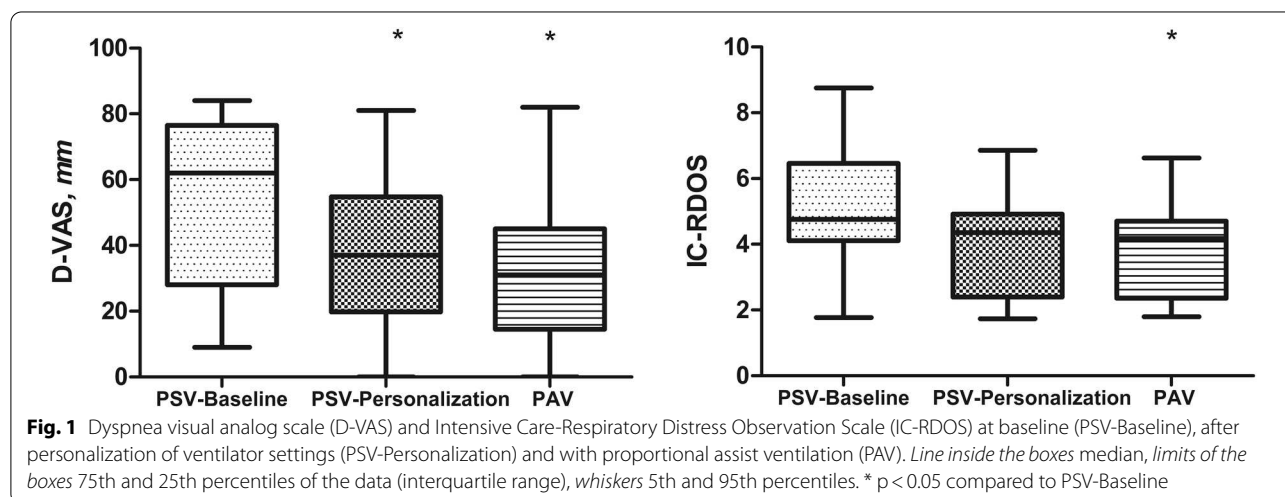 *
*
100
80
60
40
20
0
D-VAS, mm
PSV-Baseline PSV-Personalization PAV
*
10
8
6
4
2
0
IC-RDOS
PSV-Baseline PSV-Personalization PAV
Fig. 1 Dyspnea visual analog scale (D-VAS) and Intensive Care-Respiratory Distress Observation Scale (IC-RDOS) at baseline (PSV-Baseline), after
personalization of ventilator settings (PSV-Personalization) and with proportional assist ventilation (PAV). Line inside the boxes median, limits of the
boxes 75th and 25th percentiles of the data (interquartile range), whiskers 5th and 95th percentiles. * p < 0.05 compared to PSV-Baseline